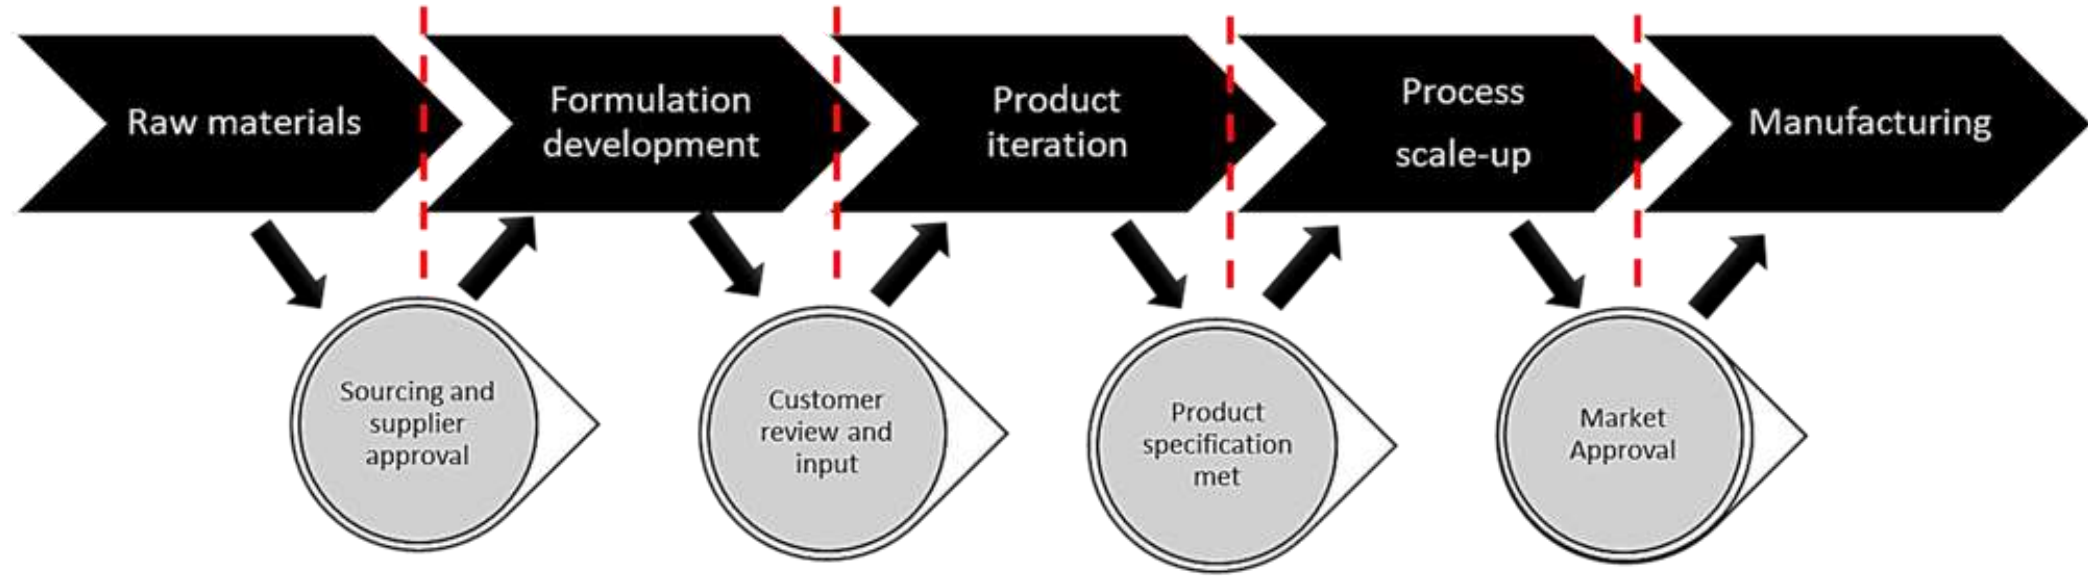 Raw materials
Formulation
development
Product
iteration
Process
scale-up
Manufacturing
Sourcing and
supplier
approval
Customer
review and
input
Product
specification
met
Market
Approval